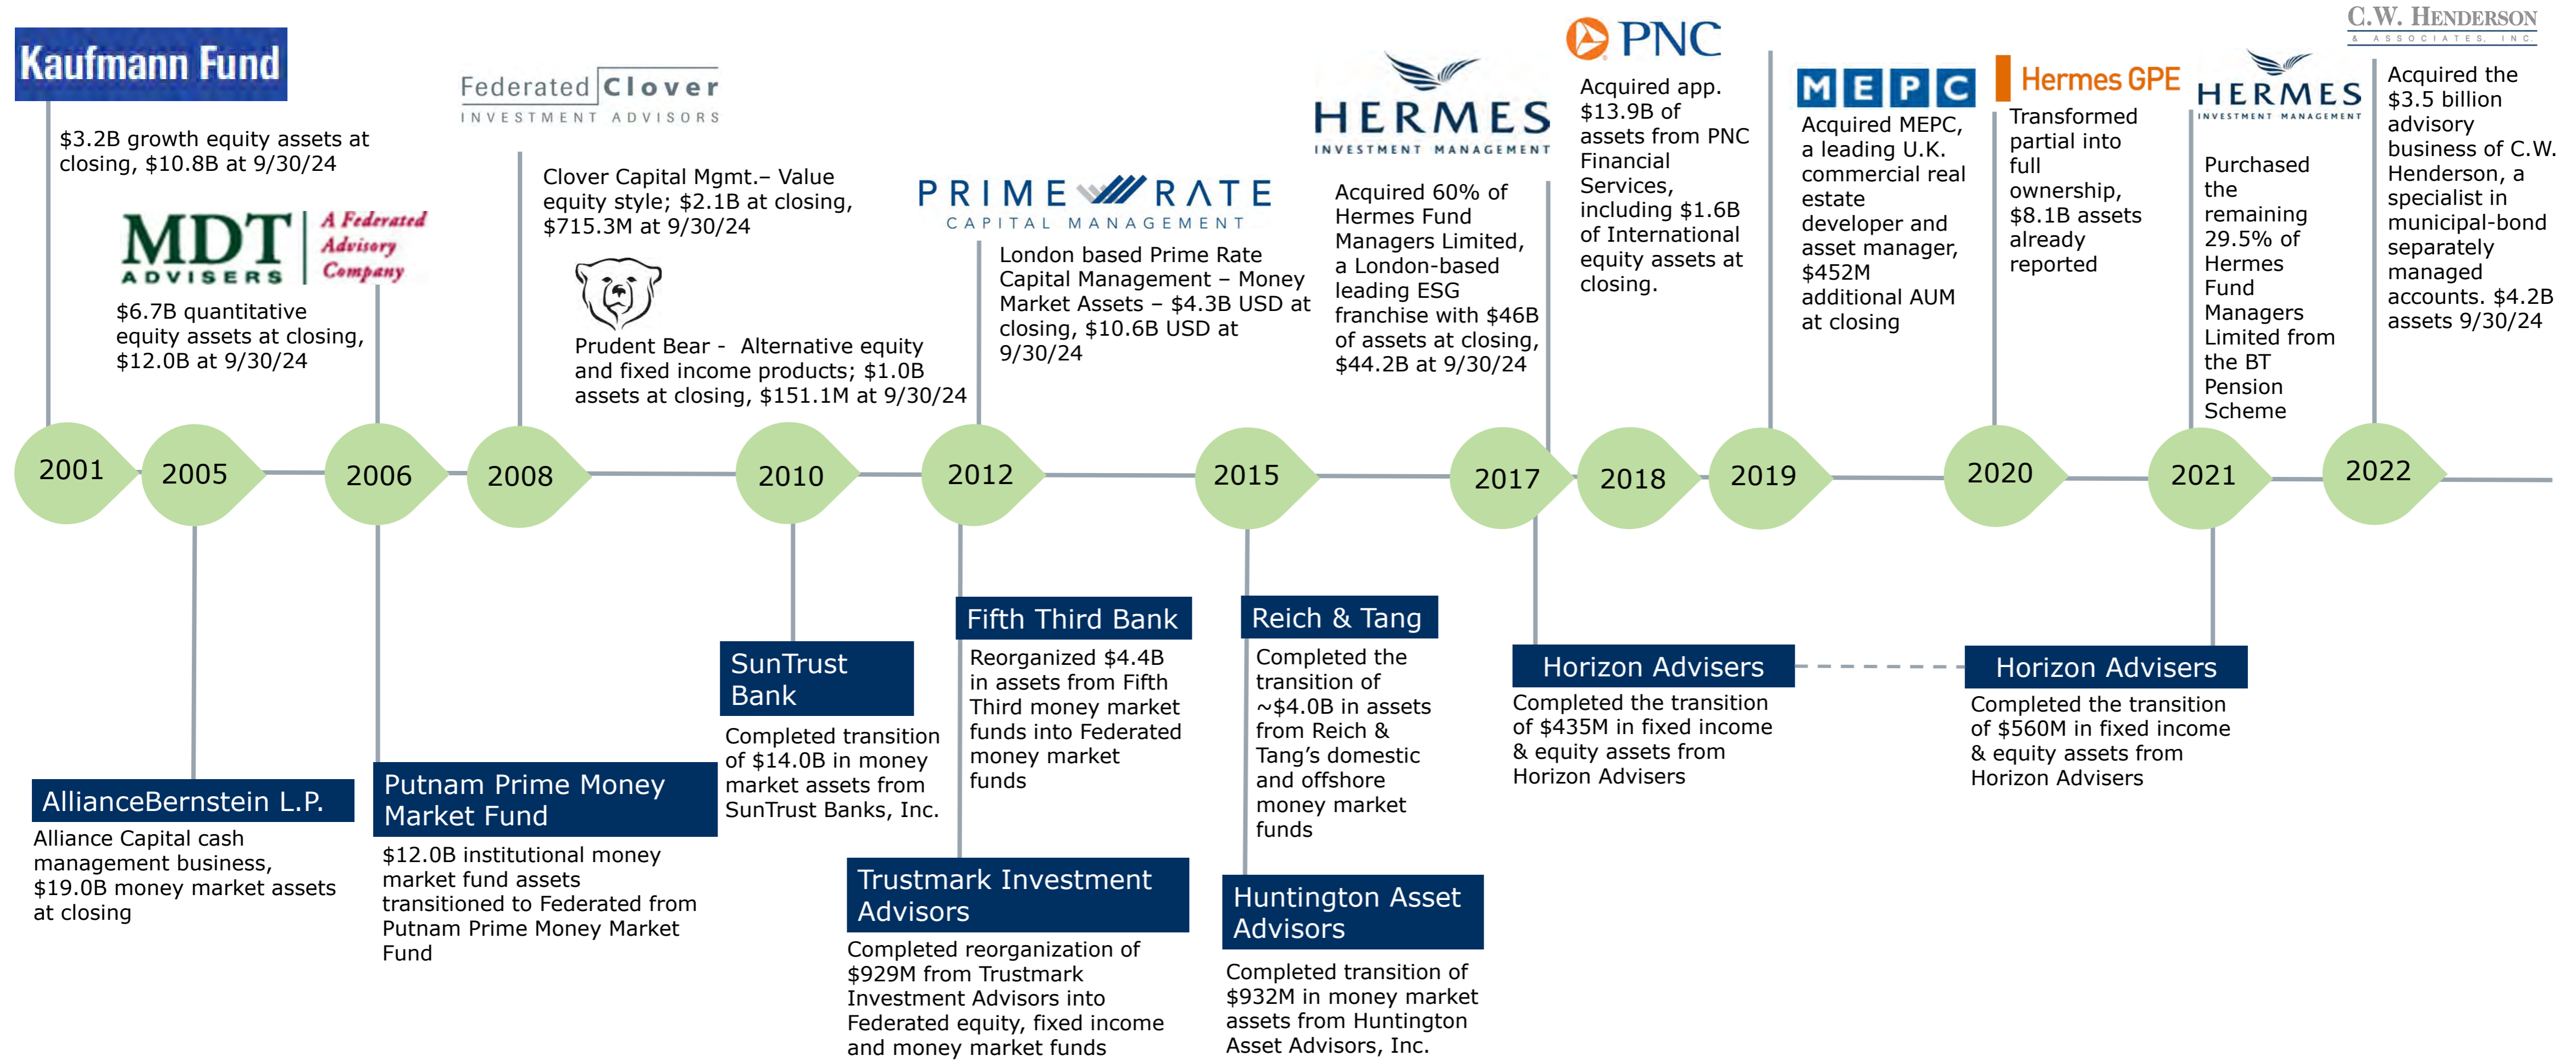 Kaufmann Fund
$3.2B growth equity assets at
closing, $10.8B at 9/30/24
MDT
ADVISERS
A Federated
Advisory
Company
$6.7B quantitative
equity assets at closing,
$12.0B at 9/30/24
Federated Clover
INVESTMENT ADVISORS
Clover Capital Mgmt.– Value
equity style; $2.1B at closing,
$715.3M at 9/30/24
Prudent Bear - Alternative equity
and fixed income products; $1.0B
assets at closing, $151.1M at 9/30/24
PRIME RATE
CAPITAL MANAGEMENT
London based Prime Rate
Capital Management – Money
Market Assets – $4.3B USD at
closing, $10.6B USD at
9/30/24
HERMES
INVESTMENT MANAGEMENT
Acquired 60% of
Hermes Fund
Managers Limited,
a London-based
leading ESG
franchise with $46B
of assets at closing,
$44.2B at 9/30/24
PNC
Acquired app.
$13.9B of
assets from PNC
Financial
Services,
including $1.6B
of International
equity assets at
closing.
MEPC
Acquired MEPC,
a leading U.K.
commercial real
estate
developer and
asset manager,
$452M
additional AUM
at closing
Hermes GPE
Transformed
partial into
full
ownership,
$8.1B assets
already
reported
HERMES
INVESTMENT MANAGEMENT
Purchased
the
remaining
29.5% of
Hermes
Fund
Managers
Limited from
the BT
Pension
Scheme
C.W. HENDERSON
& ASSOCIATES, INC.
Acquired the
$3.5 billion
advisory
business of C.W.
Henderson, a
specialist in
municipal-bond
separately
managed
accounts. $4.2B
assets 9/30/24
2001
2005
2006
2008
2010
2012
2015
2017
2018
2019
2020
2021
2022
AllianceBernstein L.P.
Alliance Capital cash
management business,
$19.0B money market assets
at closing
Putnam Prime Money
Market Fund
$12.0B institutional money
market fund assets
transitioned to Federated from
Putnam Prime Money Market
Fund
SunTrust
Bank
Completed transition
of $14.0B in money
market assets from
SunTrust Banks, Inc.
Fifth Third Bank
Reorganized $4.4B
in assets from Fifth
Third money market
funds into Federated
money market
funds
Trustmark Investment
Advisors
Completed reorganization of
$929M from Trustmark
Investment Advisors into
Federated equity, fixed income
and money market funds
Reich & Tang
Completed the
transition of
~$4.0B in assets
from Reich &
Tang’s domestic
and offshore
money market
funds
Huntington Asset
Advisors
Completed transition of
$932M in money market
assets from Huntington
Asset Advisors, Inc.
Horizon Advisers
Completed the transition
of $435M in fixed income
& equity assets from
Horizon Advisers
Horizon Advisers
Completed the transition
of $560M in fixed income
& equity assets from
Horizon Advisers